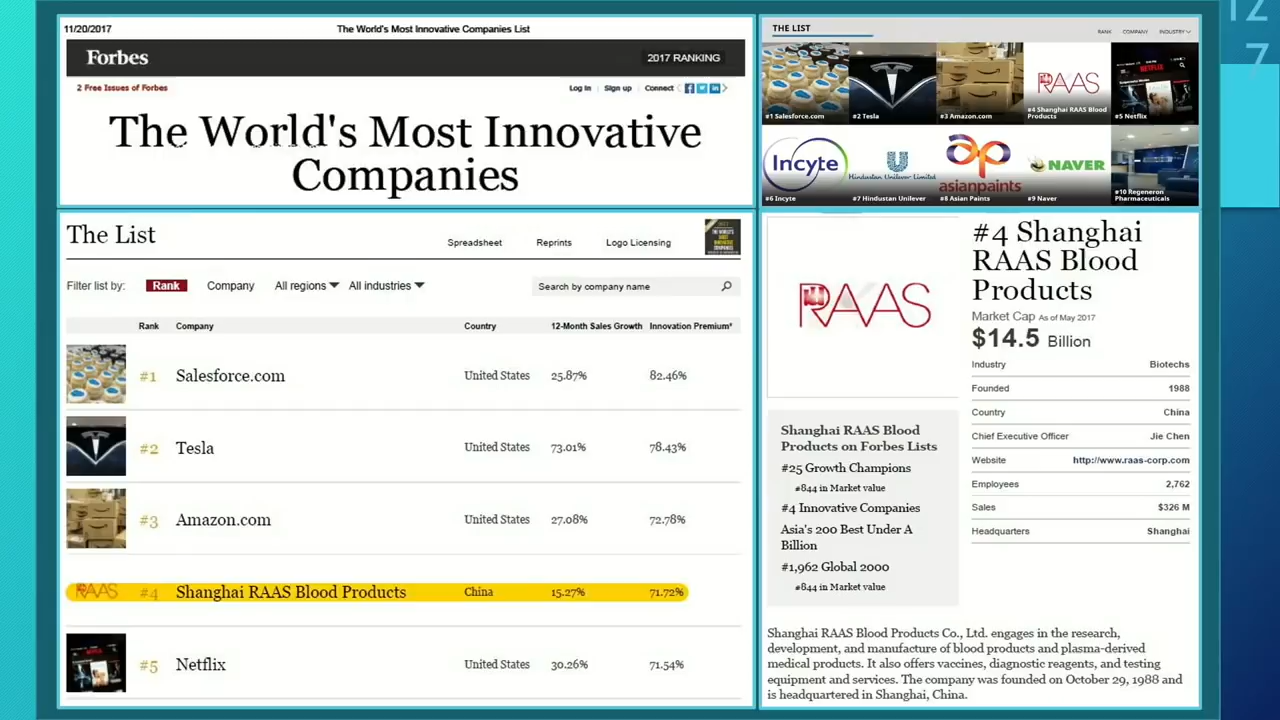 11/20/2017 The World's Most Innovative Companies List
Forbes 2017 RANKING
2 Free Issues of Forbes Log in Sign up Connect
The World's Most Innovative
Companies
The List
Spreadsheet Reprints Logo Licensing
Filter list by: Rank Company All regions All industries Search by company name
Rank Company Country 12-Month Sales Growth Innovation Premium*
#1 Salesforce.com United States 25.87% 82.46%
#2 Tesla United States 73.01% 78.43%
#3 Amazon.com United States 27.08% 72.78%
RAAS #4 Shanghai RAAS Blood Products China 15.27% 71.72%
#5 Netflix United States 30.26% 71.54%
THE LIST RANK COMPANY INDUSTRY
RAAS
NETFLIX
#1 Salesforce.com #2 Tesla #3 Amazon.com #4 Shanghai RAAS Blood
Products #5 Netflix
Incyte Hindustan Unilever Limited asianpaints NAVER
#6 Incyte #7 Hindustan Unilever #8 Asian Paints #9 Naver #10 Regeneron
Pharmaceuticals
RAAS
#4 Shanghai
RAAS Blood
Products
Market Cap As of May 2017
$14.5 Billion
Industry Biotechs
Founded 1988
Country China
Chief Executive Officer Jie Chen
Website http://www.raas-corp.com
Employees 2,762
Sales $326 M
Headquarters Shanghai
Shanghai RAAS Blood
Products on Forbes Lists
#25 Growth Champions
#844 in Market value
#4 Innovative Companies
Asia's 200 Best Under A
Billion
#1,962 Global 2000
#844 in Market value
Shanghai RAAS Blood Products Co., Ltd. engages in the research,
development, and manufacture of blood products and plasma-derived
medical products. It also offers vaccines, diagnostic reagents, and testing
equipment and services. The company was founded on October 29, 1988 and
is headquartered in Shanghai, China.
12
7